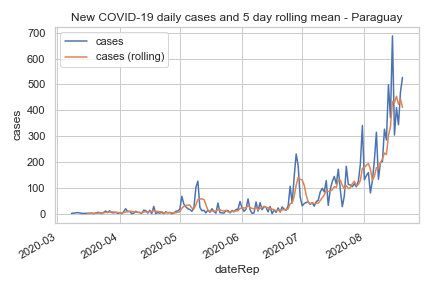 New COVID-19 daily cases and 5 day rolling mean - Paraguay
cases
cases (rolling)
700
600
500
400
300
200
100
0
cases
2020-03
2020-04
2020-05
2020-06
2020-07
2020-08
dateRep